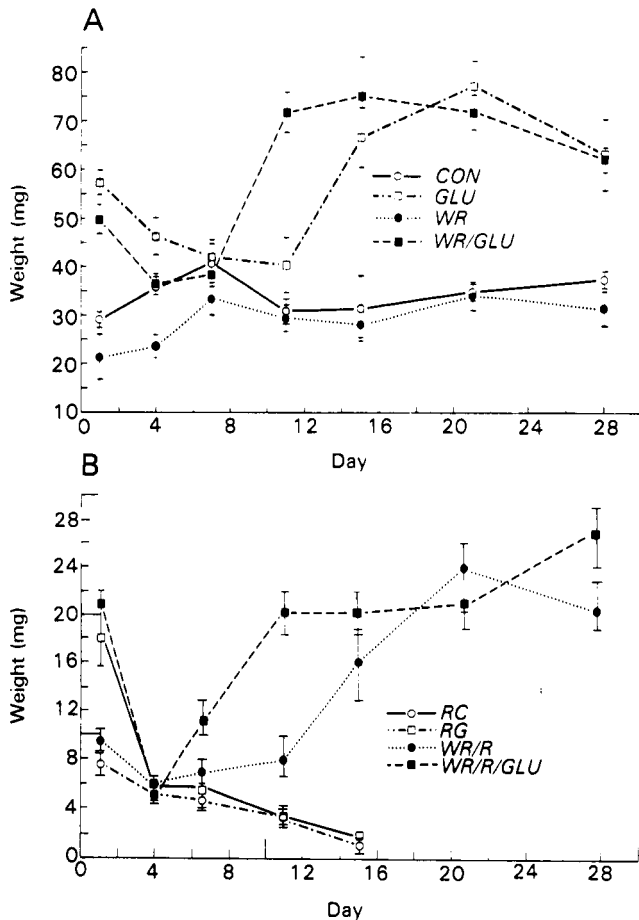 A
Weight (mg)
80
70
60
50
40
30
20
10
0 4 8 12 16 20 24 28
Day
CON
GLU
WR
WR/GLU
B
Weight (mg)
28
24
20
16
12
8
4
0
0 4 8 12 16 20 24 28
Day
RC
RG
WR/R
WR/R/GLU